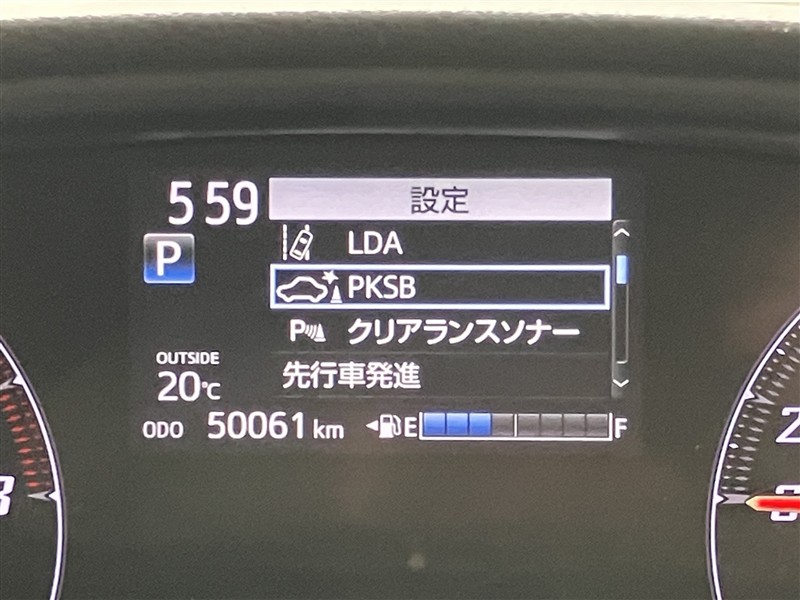 5 59
設定
LDA
P
PKSB
P クリアランスソナー
OUTSIDE
20℃
先行車発進
ODO 50061 km
E F
2